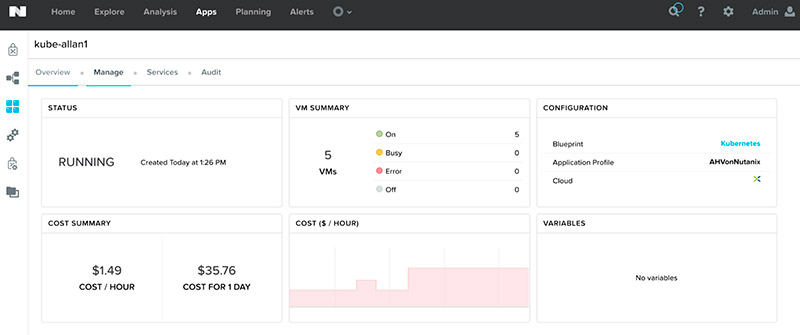 N Home Explore Analysis Apps Planning Alerts ? Admin
kube-allan1
Overview Manage Services Audit
STATUS
RUNNING Created Today at 1:26 PM
VM SUMMARY
5
VMs
On 5
Busy 0
Error 0
Off 0
CONFIGURATION
Blueprint Kubernetes
Application Profile AHVonNutanix
Cloud
COST SUMMARY
$1.49
COST / HOUR
$35.76
COST FOR 1 DAY
COST ($ / HOUR)
VARIABLES
No variables